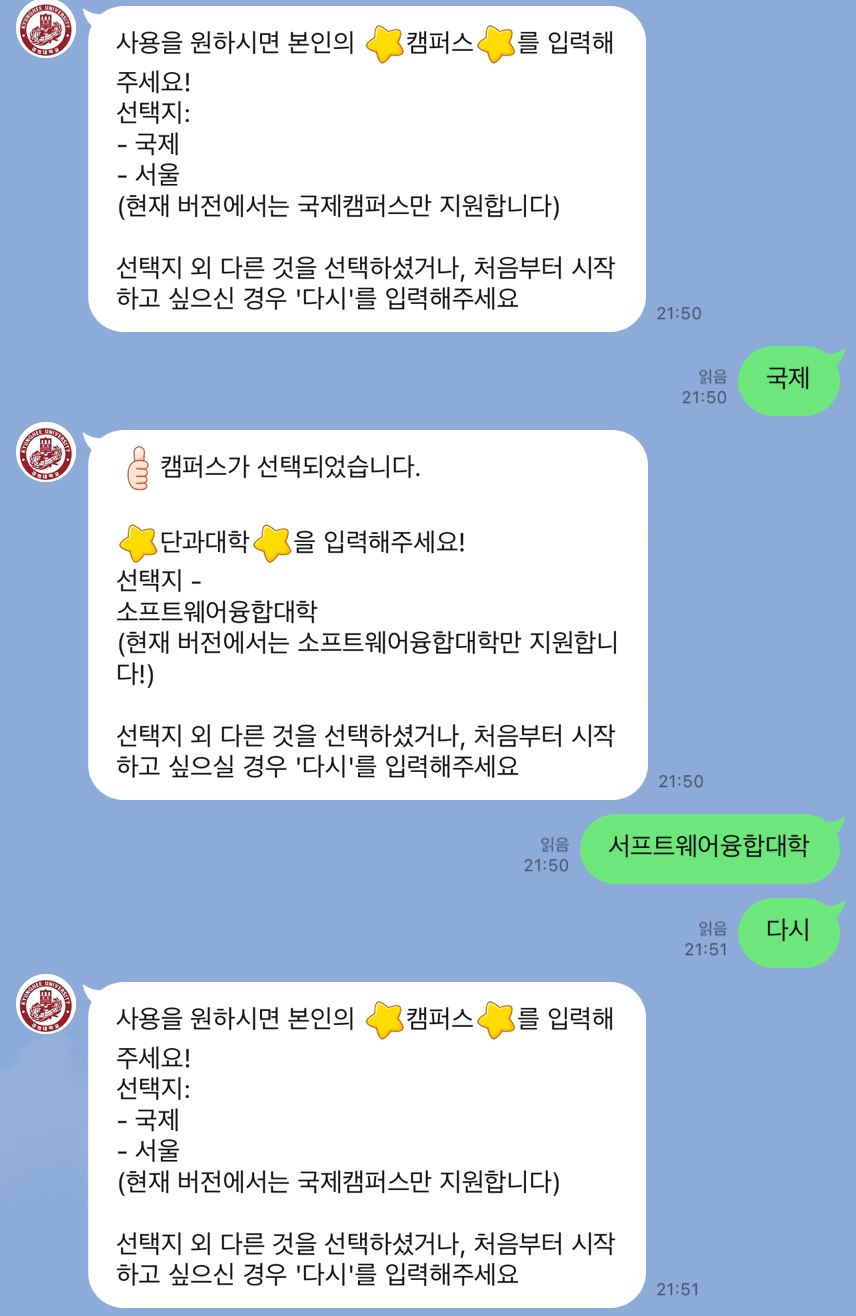 사용을 원하시면 본인의 캠퍼스를 입력해
주세요!
선택지:
- 국제
- 서울
(현재 버전에서는 국제캠퍼스만 지원합니다)
선택지 외 다른 것을 선택하셨거나, 처음부터 시작
하고 싶으신 경우 '다시'를 입력해주세요
21:50
국제
읽음
21:50
캠퍼스가 선택되었습니다.
단과대학을 입력해주세요!
선택지 -
소프트웨어융합대학
(현재 버전에서는 소프트웨어융합대학만 지원합니
다!)
선택지 외 다른 것을 선택하셨거나, 처음부터 시작
하고 싶으실 경우 '다시'를 입력해주세요
21:50
서프트웨어융합대학
읽음
21:50
다시
읽음
21:51
사용을 원하시면 본인의 캠퍼스를 입력해
주세요!
선택지:
- 국제
- 서울
(현재 버전에서는 국제캠퍼스만 지원합니다)
선택지 외 다른 것을 선택하셨거나, 처음부터 시작
하고 싶으신 경우 '다시'를 입력해주세요
21:51